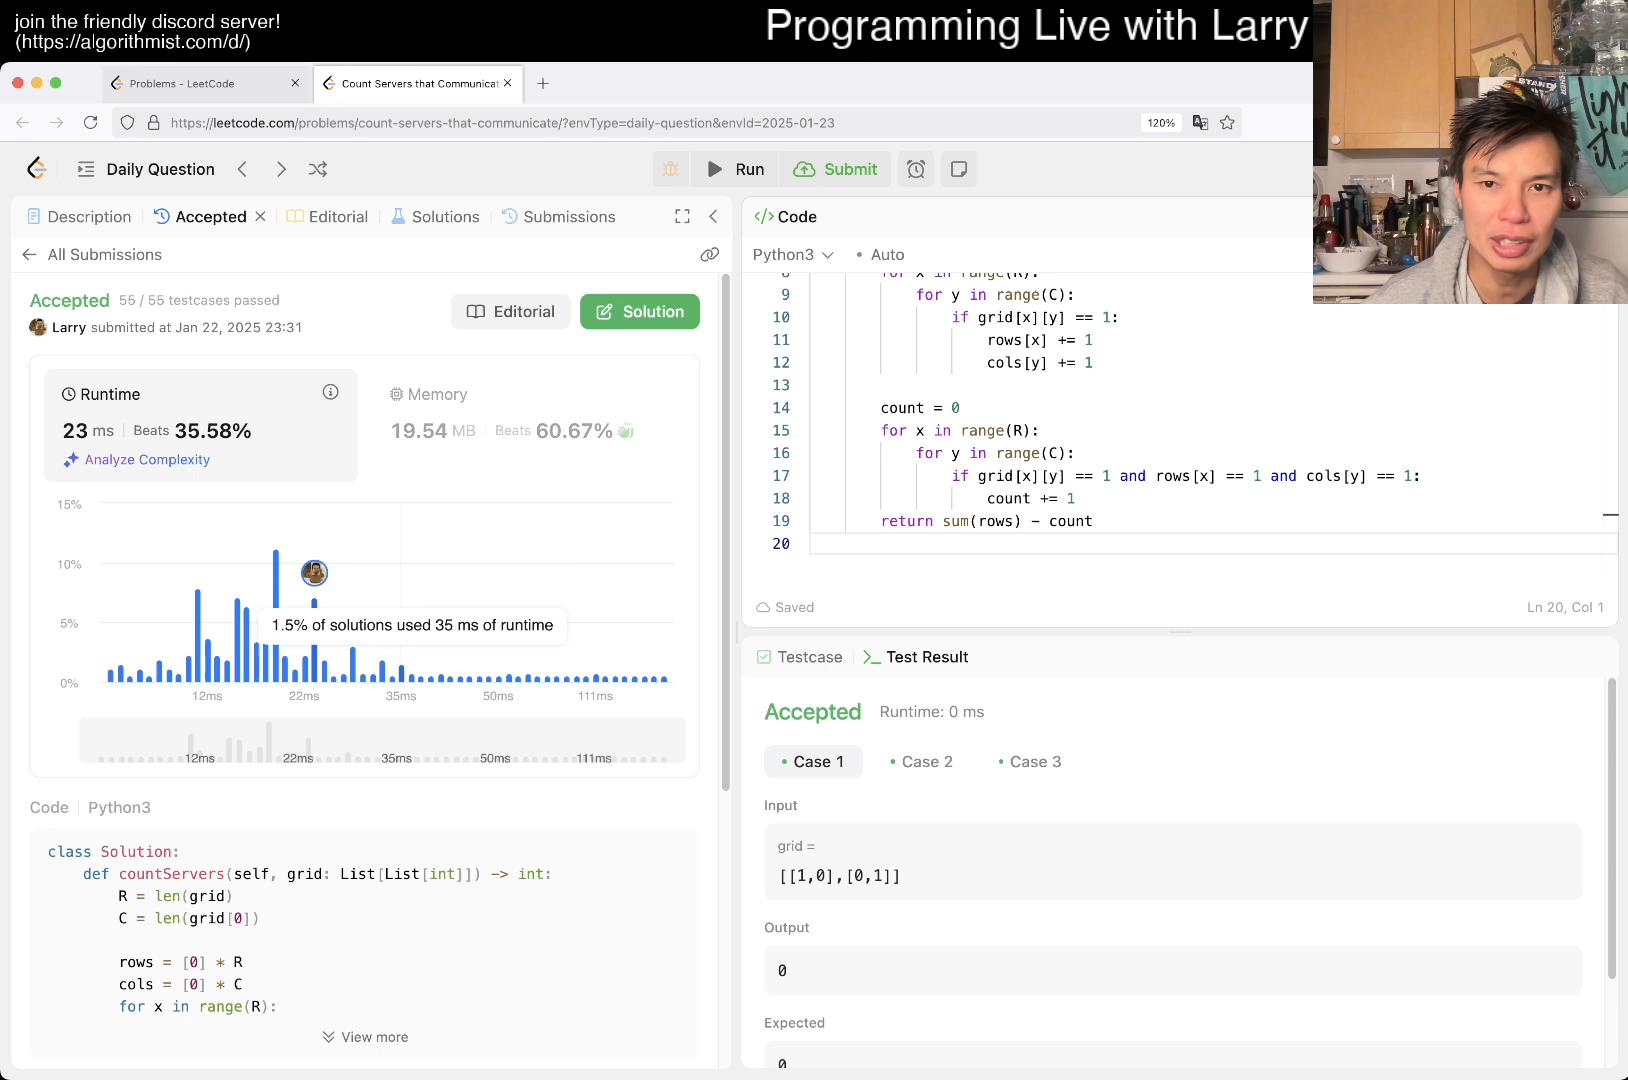 join the friendly discord server!
(https://algorithmist.com/d/)
Programming Live with Larry
Problems - LeetCode
Count Servers that Communicat
https://leetcode.com/problems/count-servers-that-communicate/?envType=daily-question&envId=2025-01-23
120%
Daily Question
Run
Submit
Description
Accepted
Editorial
Solutions
Submissions
All Submissions
Accepted 55 / 55 testcases passed
Larry submitted at Jan 22, 2025 23:31
Editorial
Solution
Runtime
23 ms | Beats 35.58%
Analyze Complexity
Memory
19.54 MB | Beats 60.67%
15%
10%
5%
0%
1.5% of solutions used 35 ms of runtime
12ms 22ms 35ms 50ms 111ms
12ms 22ms 35ms 50ms 111ms
Code | Python3
class Solution:
    def countServers(self, grid: List[List[int]]) -> int:
        R = len(grid)
        C = len(grid[0])
        rows = [0] * R
        cols = [0] * C
        for x in range(R):
View more
</> Code
Python3 • Auto
8 for x in range(R):
9 for y in range(C):
10 if grid[x][y] == 1:
11 rows[x] += 1
12 cols[y] += 1
13
14 count = 0
15 for x in range(R):
16 for y in range(C):
17 if grid[x][y] == 1 and rows[x] == 1 and cols[y] == 1:
18 count += 1
19 return sum(rows) - count
20
Saved
Ln 20, Col 1
Testcase
Test Result
Accepted Runtime: 0 ms
• Case 1 • Case 2 • Case 3
Input
grid =
[[1,0],[0,1]]
Output
0
Expected
0